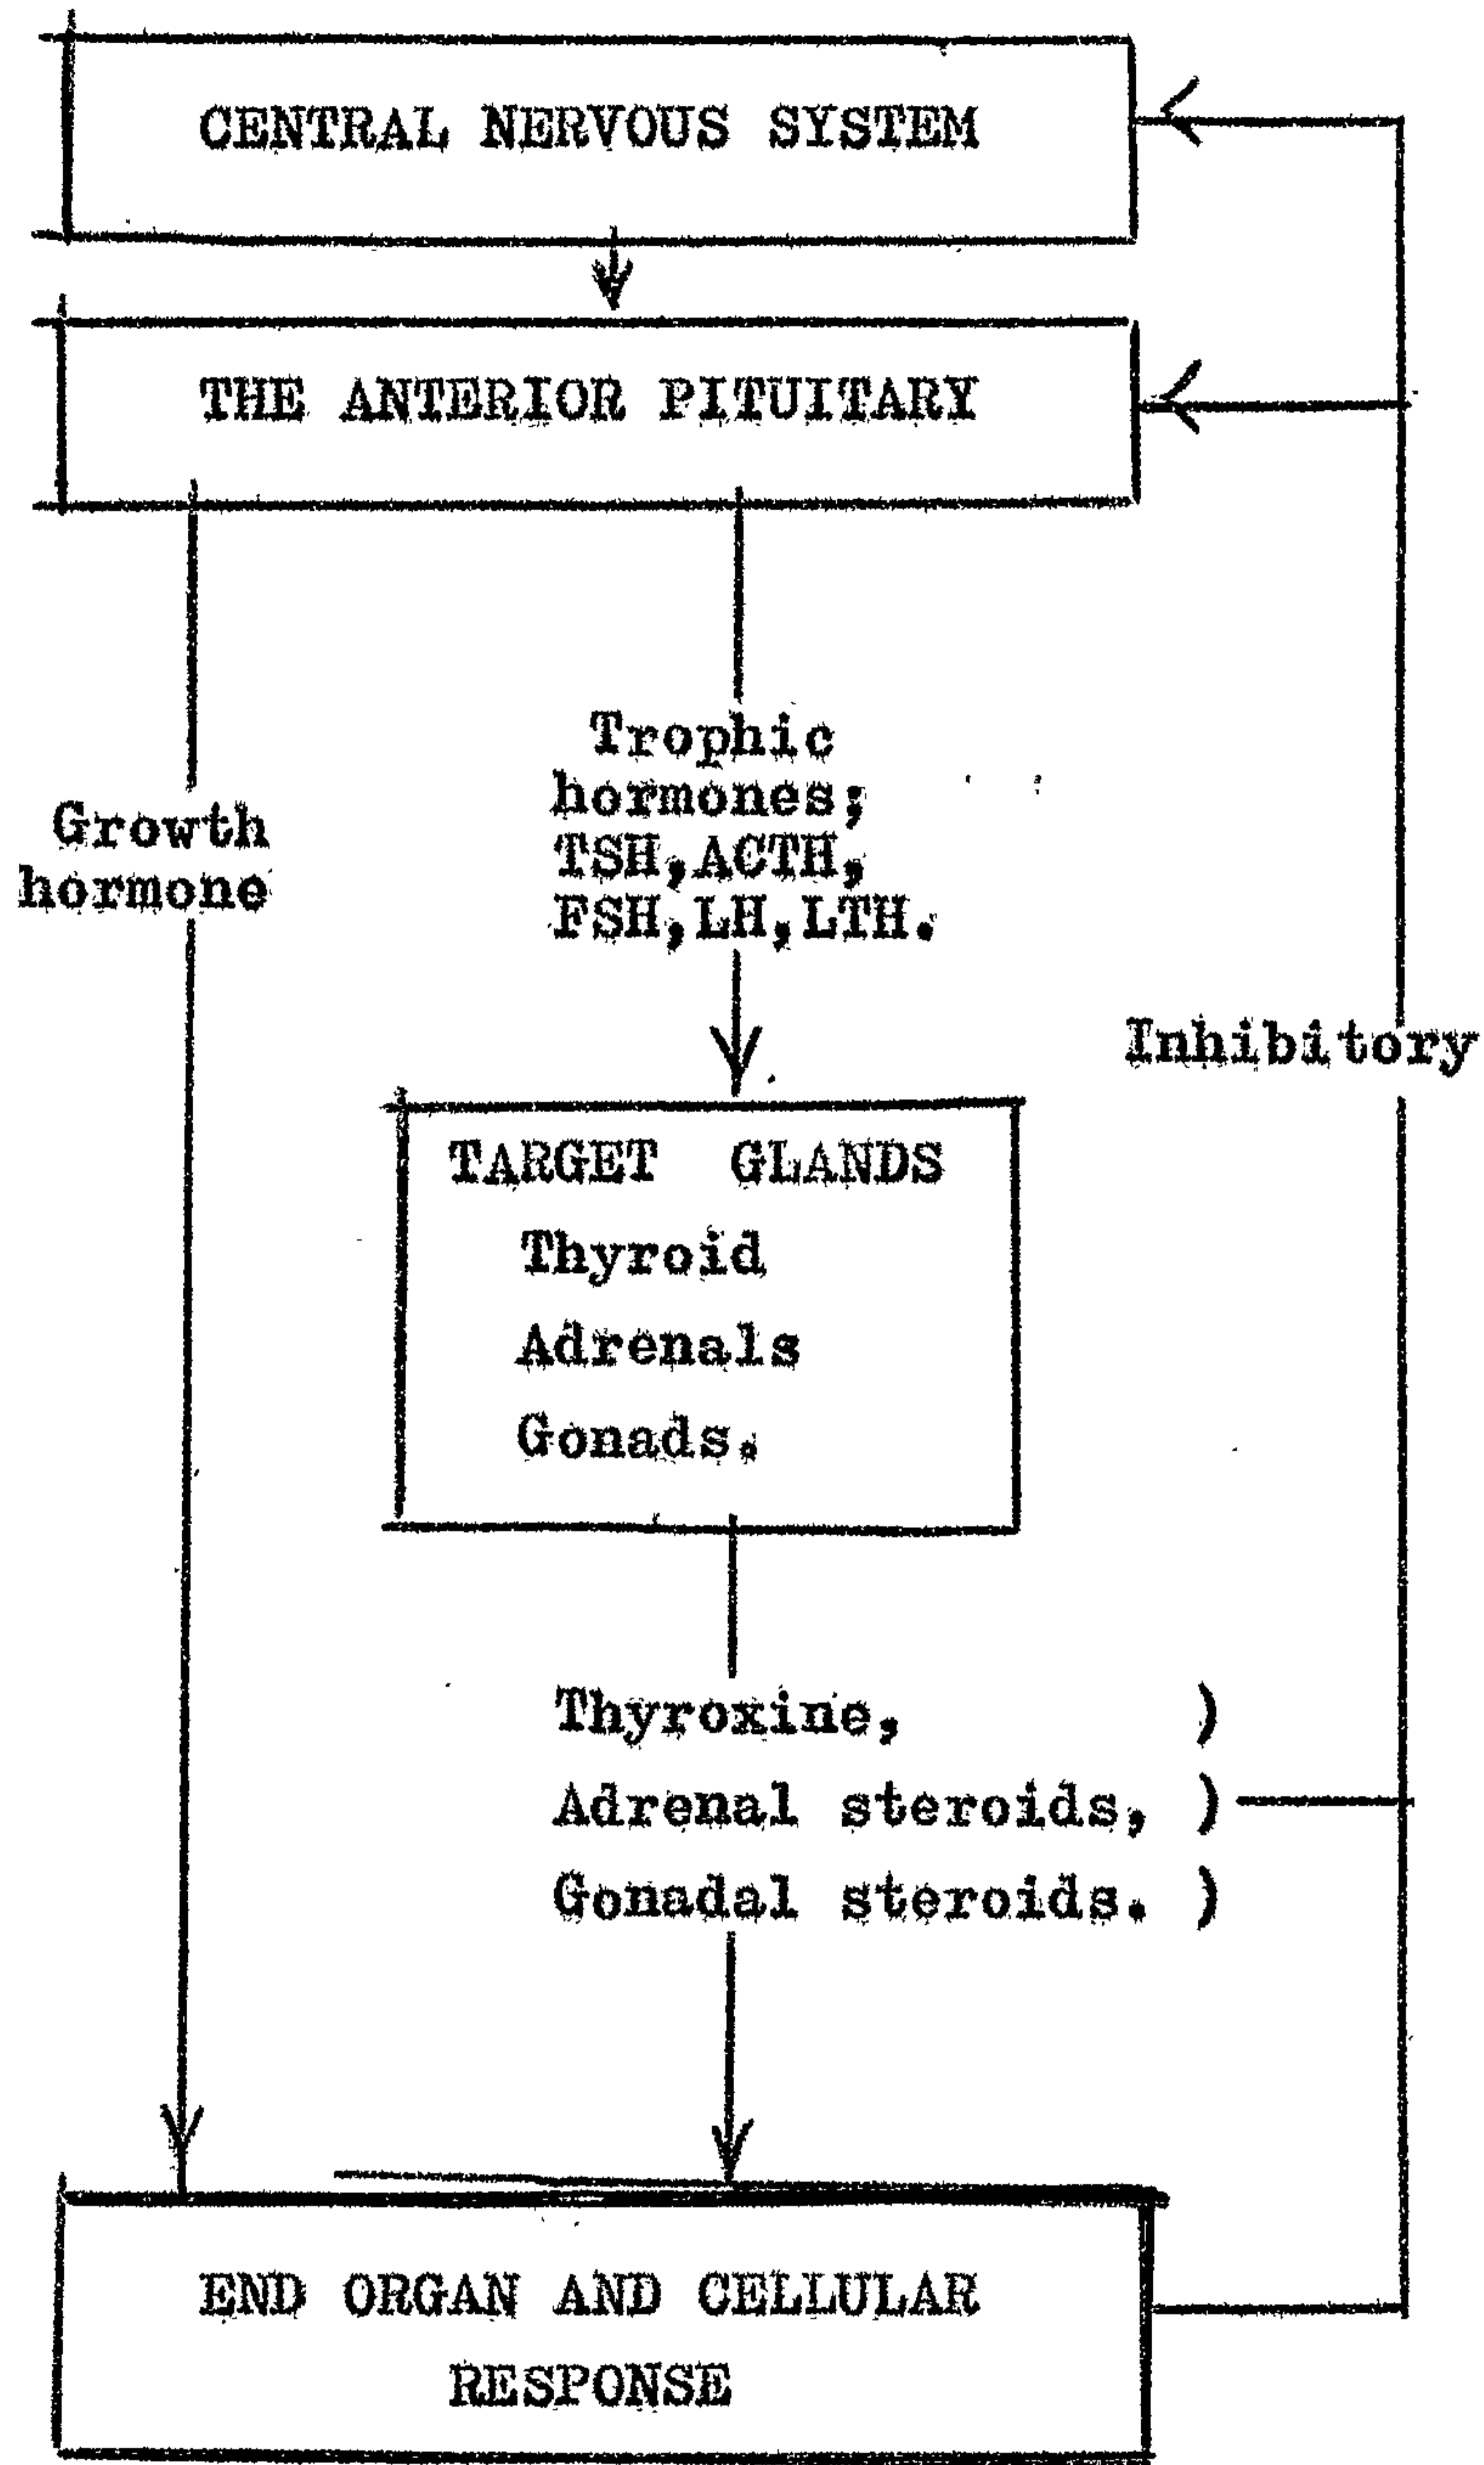 CENTRAL NERVOUS SYSTEM
THE ANTERIOR PITUITARY
Growth
hormone
Trophic
hormones;
TSH,ACTH,
FSH,LH,LTH.
Inhibitory
TARGET GLANDS
Thyroid
Adrenals
Gonads.
Thyroxine, )
Adrenal steroids, )
Gonadal steroids. )
END ORGAN AND CELLULAR
RESPONSE